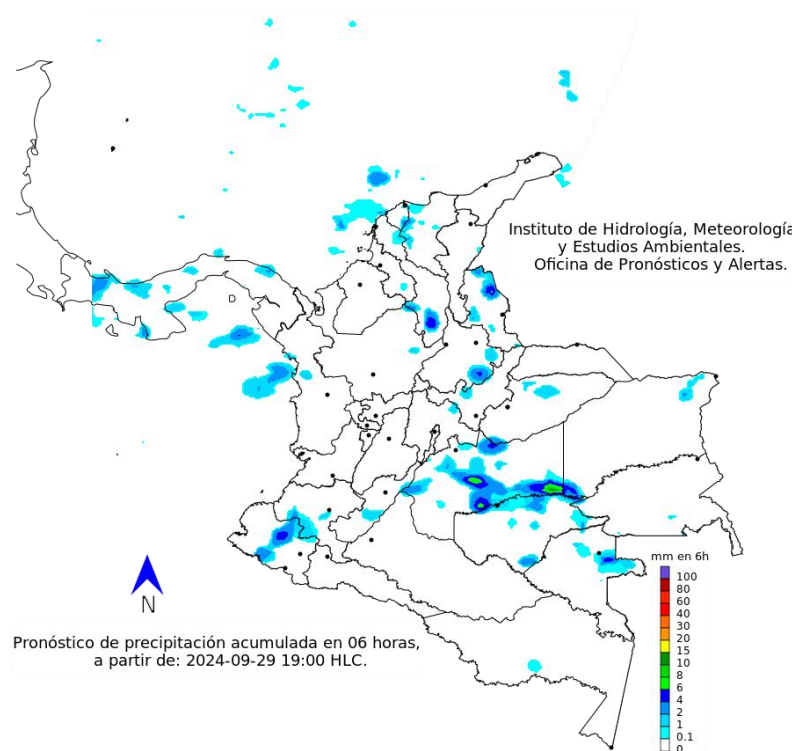 Instituto de Hidrología, Meteorología
y Estudios Ambientales.
Oficina de Pronósticos y Alertas.
N
Pronóstico de precipitación acumulada en 06 horas,
a partir de: 2024-09-29 19:00 HLC.
mm en 6h
100
80
60
40
30
20
15
10
8
6
4
2
1
0.1
0